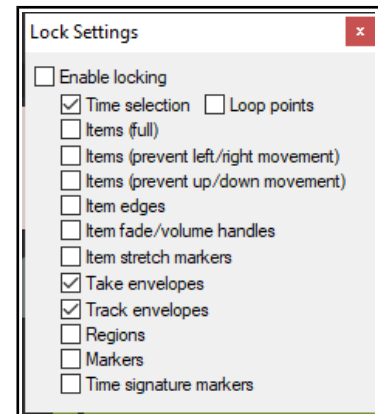 Lock Settings x
Enable locking
Time selection Loop points
Items (full)
Items (prevent left/right movement)
Items (prevent up/down movement)
Item edges
Item fade/volume handles
Item stretch markers
Take envelopes
Track envelopes
Regions
Markers
Time signature markers